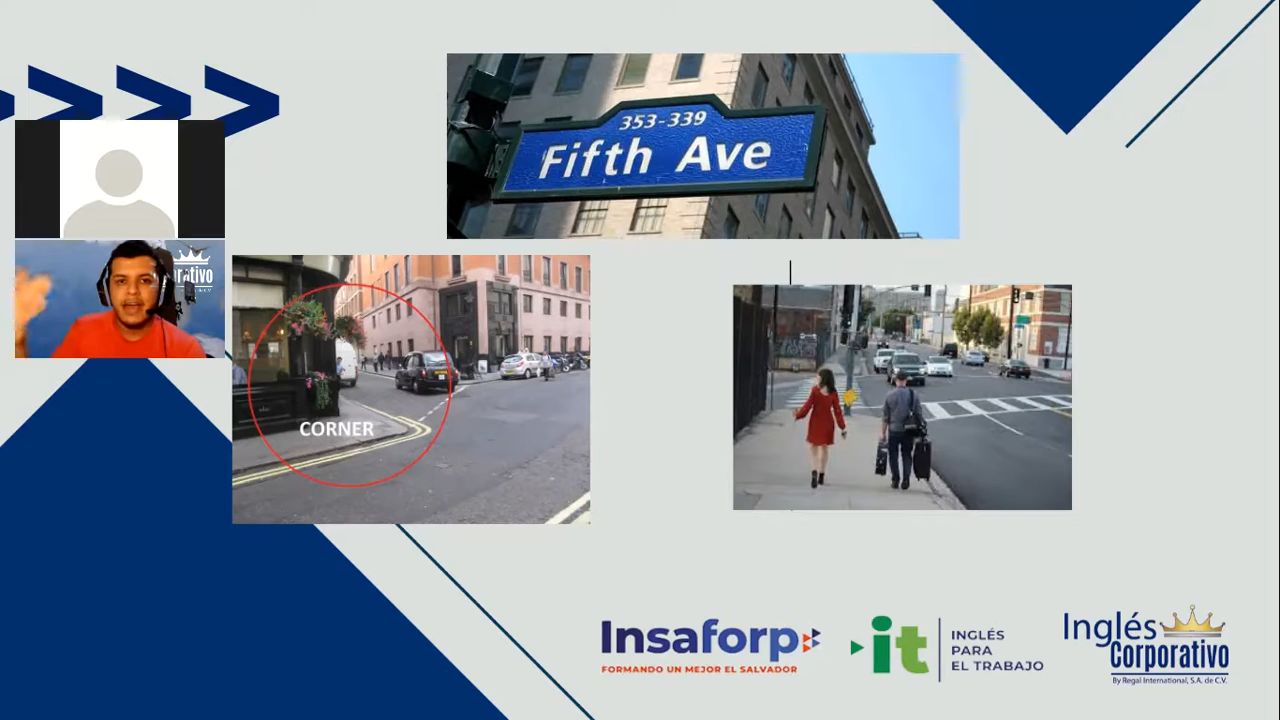 353-339
Fifth Ave
CORNER
Insaforp
FORMANDO UN MEJOR EL SALVADOR
it
INGLÉS
PARA
EL TRABAJO
Inglés
Corporativo
By Regal International, S.A. de C.V.